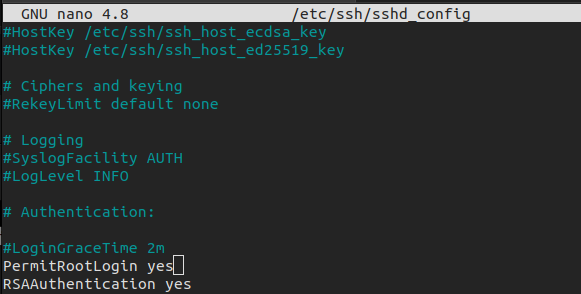 GNU nano 4.8 /etc/ssh/sshd_config
#HostKey /etc/ssh/ssh_host_ecdsa_key
#HostKey /etc/ssh/ssh_host_ed25519_key
# Ciphers and keying
#RekeyLimit default none
# Logging
#SyslogFacility AUTH
#LogLevel INFO
# Authentication:
#LoginGraceTime 2m
PermitRootLogin yes
RSAAuthentication yes